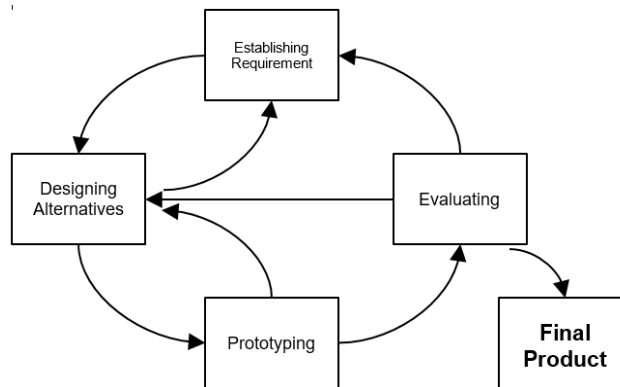 Establishing
Requirement
Designing
Alternatives
Evaluating
Prototyping
Final
Product